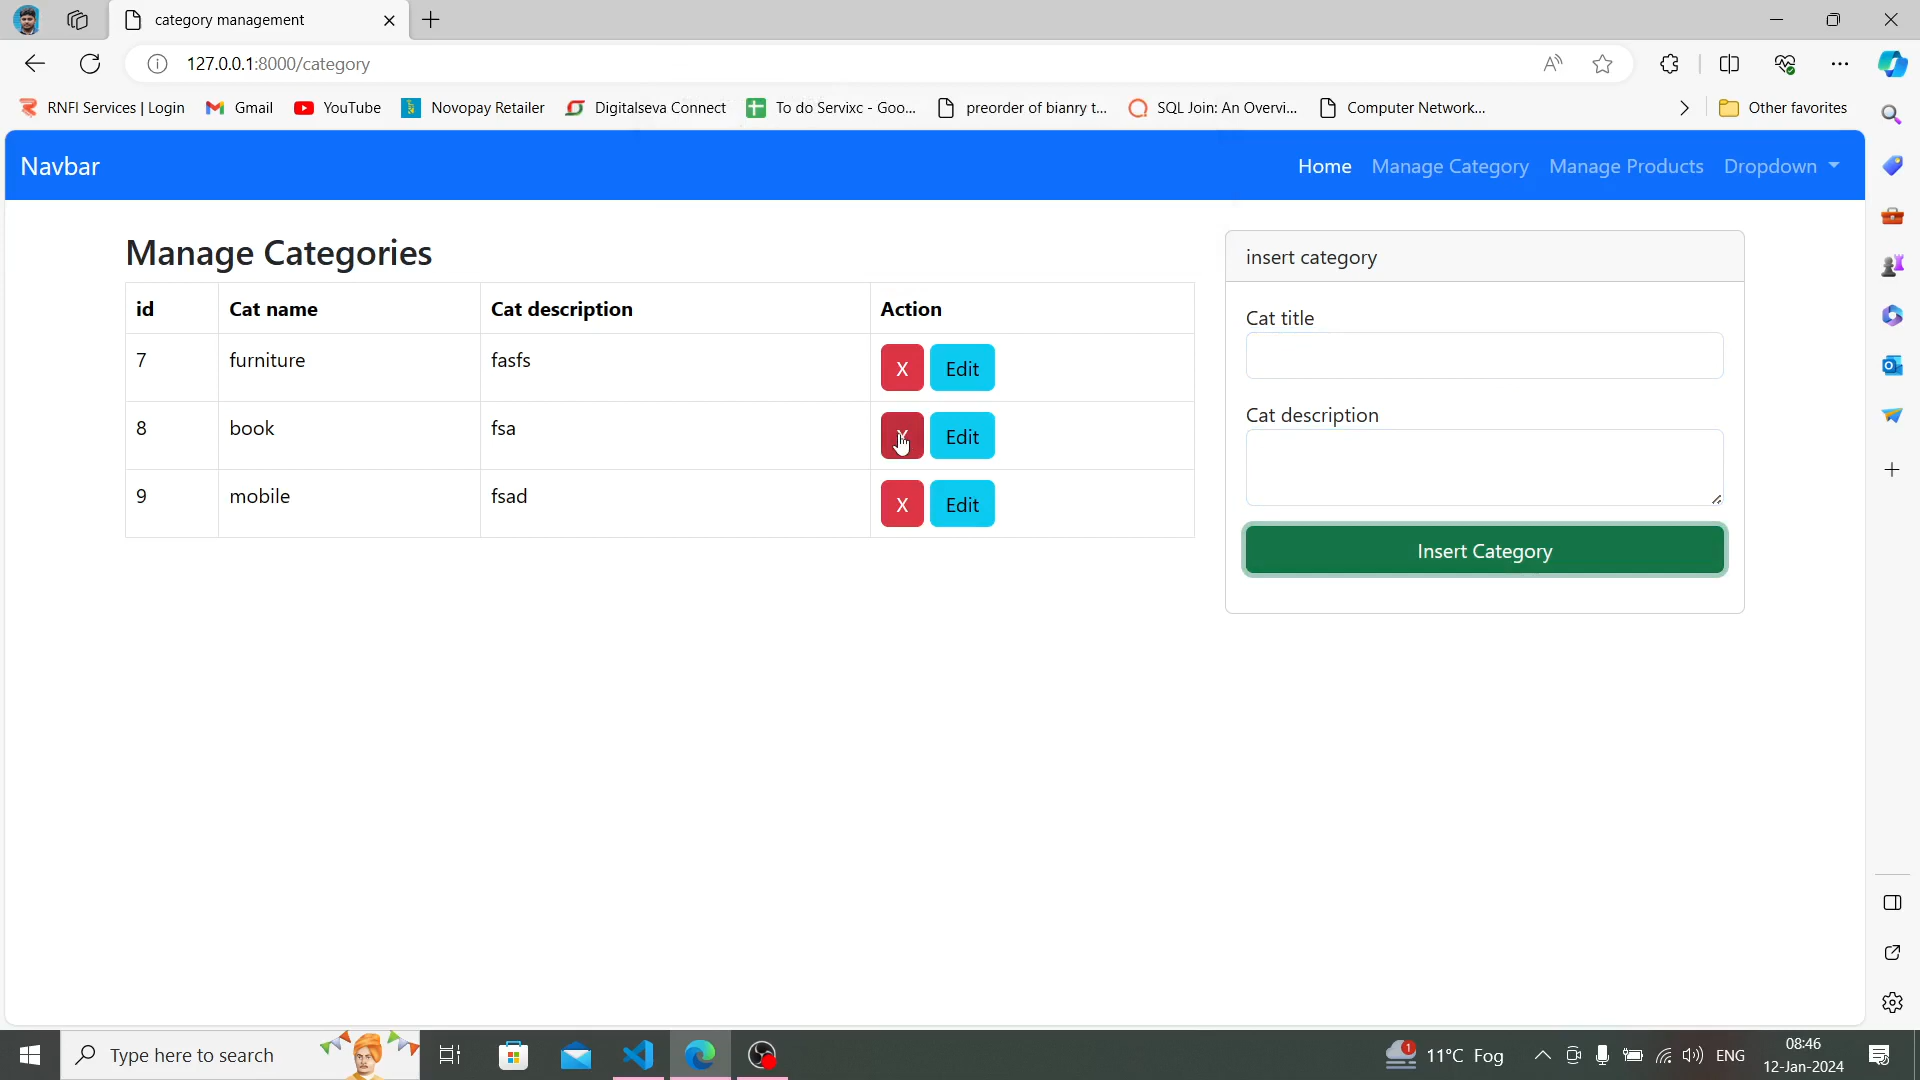 category management
127.0.0.1:8000/category
RNFI Services | Login Gmail YouTube Novopay Retailer Digitalseva Connect To do Servixc - Goo... preorder of bianry t... SQL Join: An Overvi... Computer Network... Other favorites
Navbar Home Manage Category Manage Products Dropdown
Manage Categories
id Cat name Cat description Action
7 furniture fasfs X Edit
8 book fsa X Edit
9 mobile fsad X Edit
insert category
Cat title
Cat description
Insert Category
Type here to search
1 11°C Fog ENG 08:46
12-Jan-2024